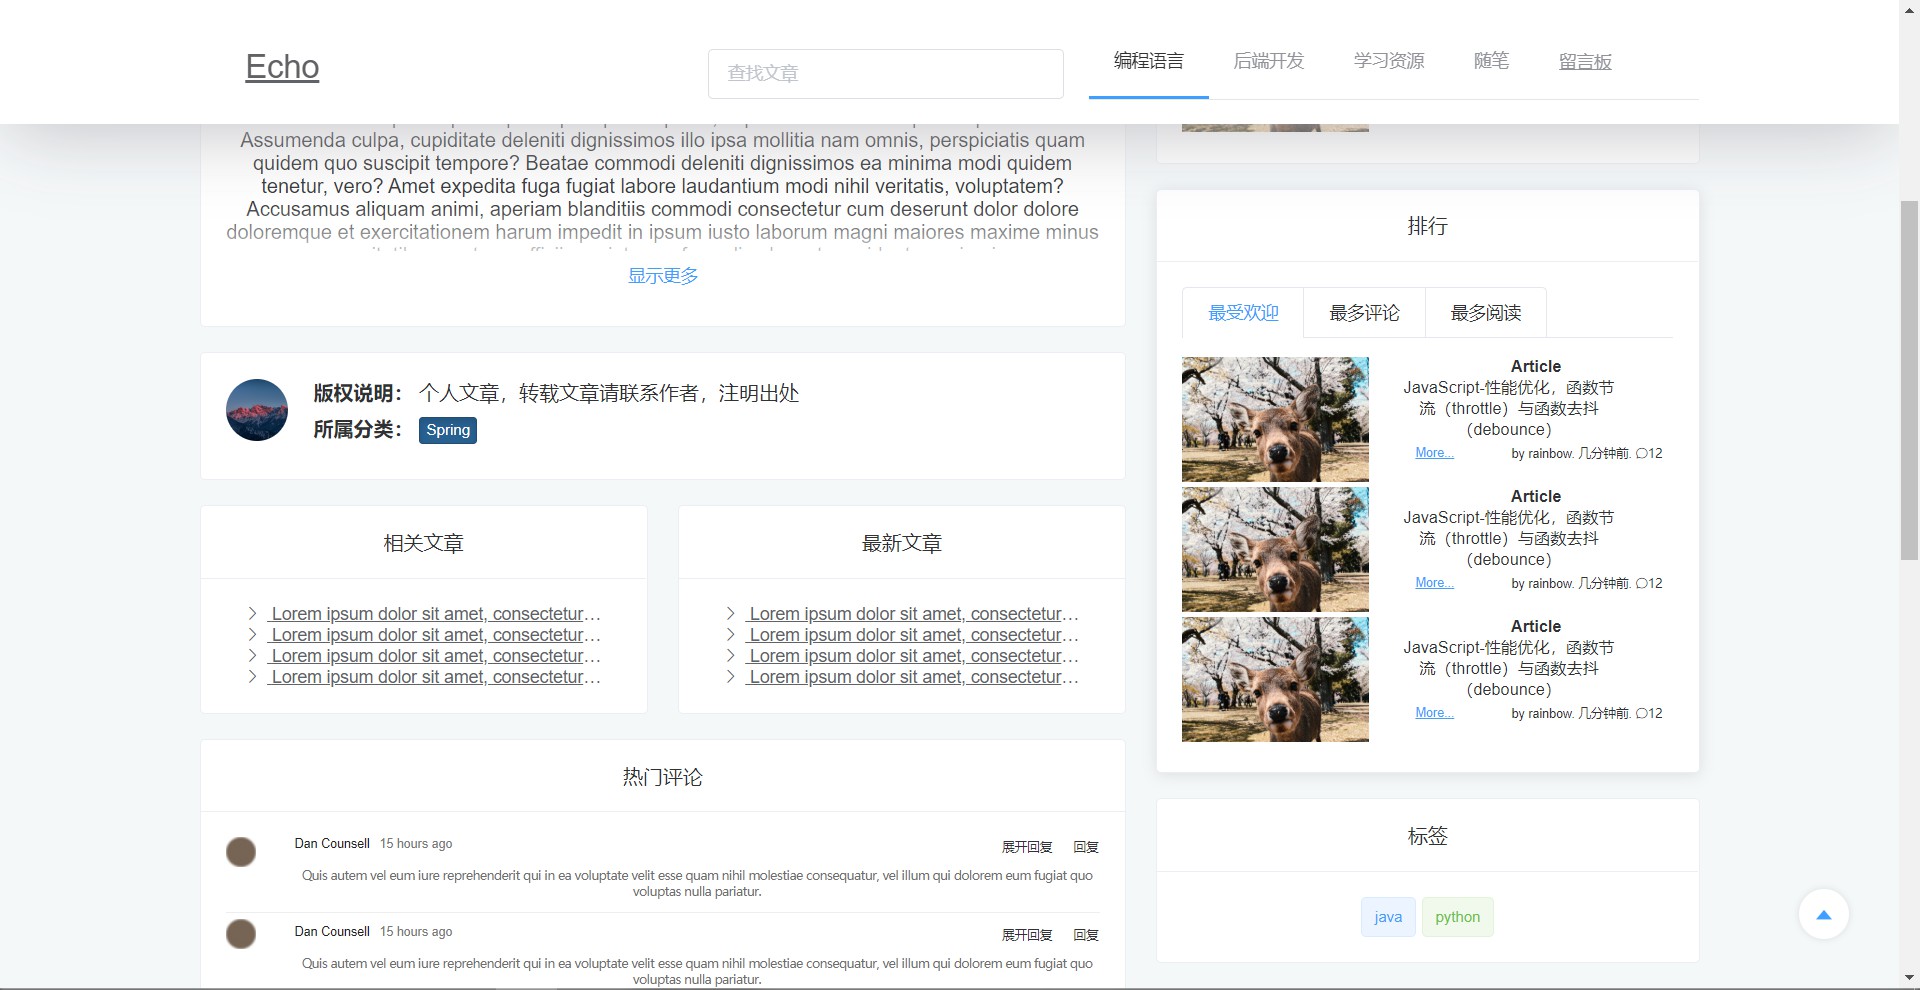 Echo
查找文章
编程语言
后端开发
学习资源
随笔
留言板
Assumenda culpa, cupiditate deleniti dignissimos illo ipsa mollitia nam omnis, perspiciatis quam
quidem quo suscipit tempore? Beatae commodi deleniti dignissimos ea minima modi quidem
tenetur, vero? Amet expedita fuga fugiat labore laudantium modi nihil veritatis, voluptatem?
Accusamus aliquam animi, aperiam blanditiis commodi consectetur cum deserunt dolor dolore
doloremque et exercitationem harum impedit in ipsum iusto laborum magni maiores maxime minus
显示更多
版权说明： 个人文章，转载文章请联系作者，注明出处
所属分类： Spring
相关文章
Lorem ipsum dolor sit amet, consectetur…
Lorem ipsum dolor sit amet, consectetur…
Lorem ipsum dolor sit amet, consectetur…
Lorem ipsum dolor sit amet, consectetur…
最新文章
Lorem ipsum dolor sit amet, consectetur…
Lorem ipsum dolor sit amet, consectetur…
Lorem ipsum dolor sit amet, consectetur…
Lorem ipsum dolor sit amet, consectetur…
热门评论
Dan Counsell 15 hours ago 展开回复 回复
Quis autem vel eum iure reprehenderit qui in ea voluptate velit esse quam nihil molestiae consequatur, vel illum qui dolorem eum fugiat quo
voluptas nulla pariatur.
Dan Counsell 15 hours ago 展开回复 回复
Quis autem vel eum iure reprehenderit qui in ea voluptate velit esse quam nihil molestiae consequatur, vel illum qui dolorem eum fugiat quo
voluptas nulla pariatur.
排行
最受欢迎 最多评论 最多阅读
Article
JavaScript-性能优化，函数节
流（throttle）与函数去抖
（debounce）
More... by rainbow. 几分钟前. 12
Article
JavaScript-性能优化，函数节
流（throttle）与函数去抖
（debounce）
More... by rainbow. 几分钟前. 12
Article
JavaScript-性能优化，函数节
流（throttle）与函数去抖
（debounce）
More... by rainbow. 几分钟前. 12
标签
java python